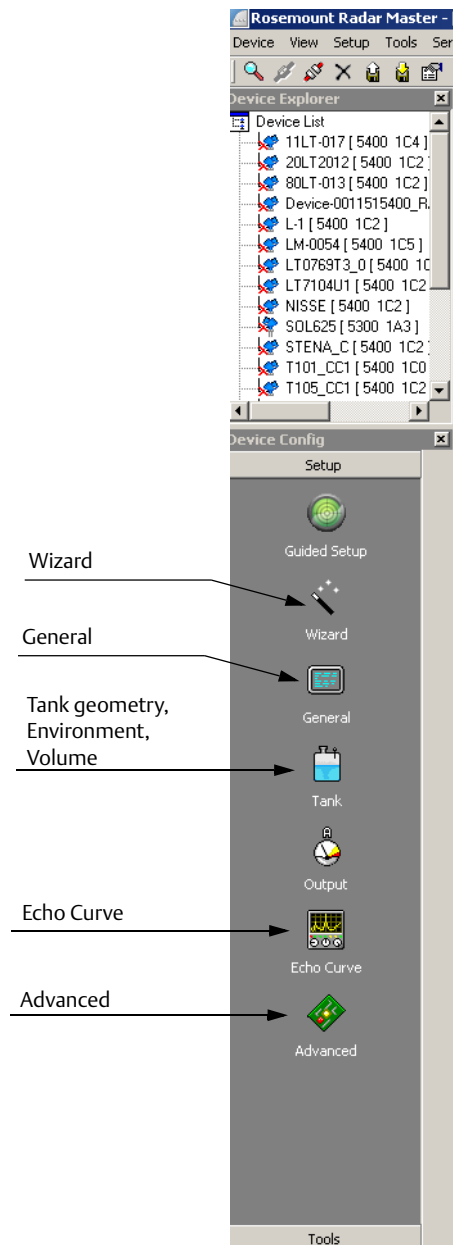 Rosemount Radar Master -
Device View Setup Tools Ser
Device Explorer
Device List
11LT-017 [ 5400 1C4 ]
20LT2012 [ 5400 1C2 ]
80LT-013 [ 5400 1C2 ]
Device-0011515400_R
L-1 [ 5400 1C2 ]
LM-0054 [ 5400 1C5 ]
LT0769T3_0 [ 5400 1C
LT7104U1 [ 5400 1C2
NISSE [ 5400 1C2 ]
SOL625 [ 5300 1A3 ]
STENA_C [ 5400 1C2 ]
T101_CC1 [ 5400 1C0
T105_CC1 [ 5400 1C2
Device Config
Setup
Guided Setup
Wizard
Wizard
General
General
Tank geometry,
Environment,
Volume
Tank
Output
Echo Curve
Echo Curve
Advanced
Advanced
Tools